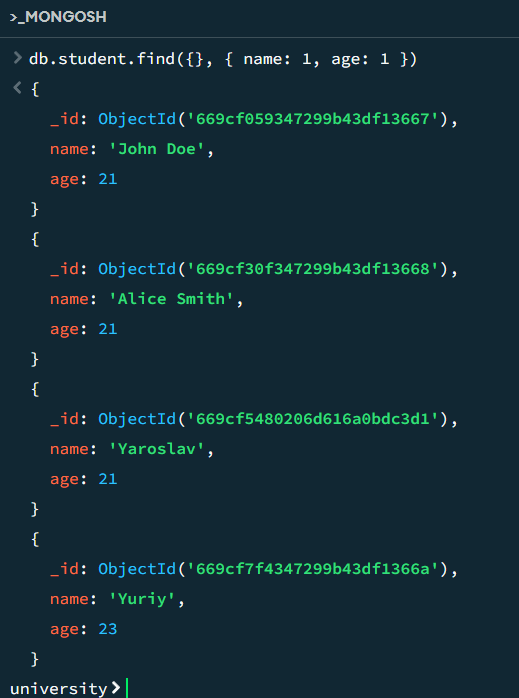 >_MONGOSH
> db.student.find({}, { name: 1, age: 1 })
< {
_id: ObjectId('669cf059347299b43df13667'),
name: 'John Doe',
age: 21
}
{
_id: ObjectId('669cf30f347299b43df13668'),
name: 'Alice Smith',
age: 21
}
{
_id: ObjectId('669cf5480206d616a0bdc3d1'),
name: 'Yaroslav',
age: 21
}
{
_id: ObjectId('669cf7f4347299b43df1366a'),
name: 'Yuriy',
age: 23
}
university>